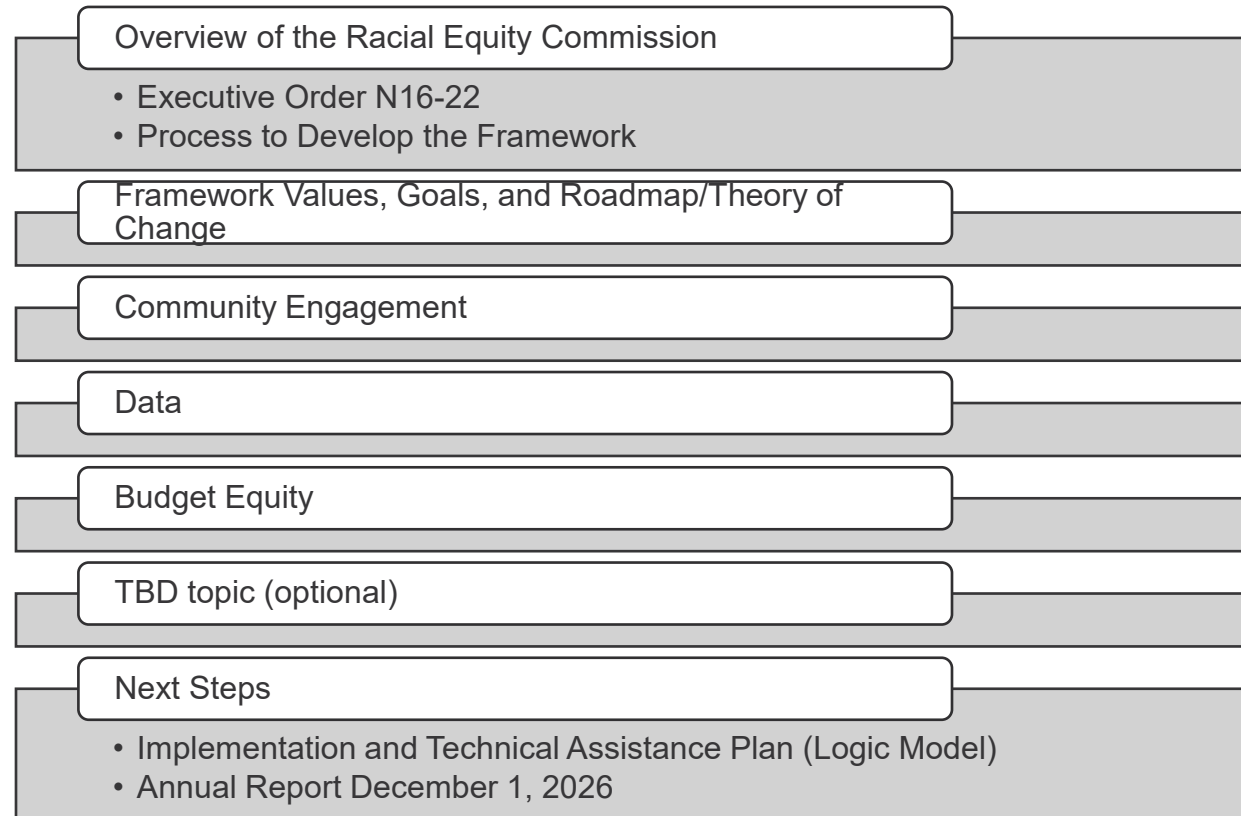 Overview of the Racial Equity Commission
• Executive Order N16-22
• Process to Develop the Framework
Framework Values, Goals, and Roadmap/Theory of
Change
Community Engagement
Data
Budget Equity
TBD topic (optional)
Next Steps
• Implementation and Technical Assistance Plan (Logic Model)
• Annual Report December 1, 2026